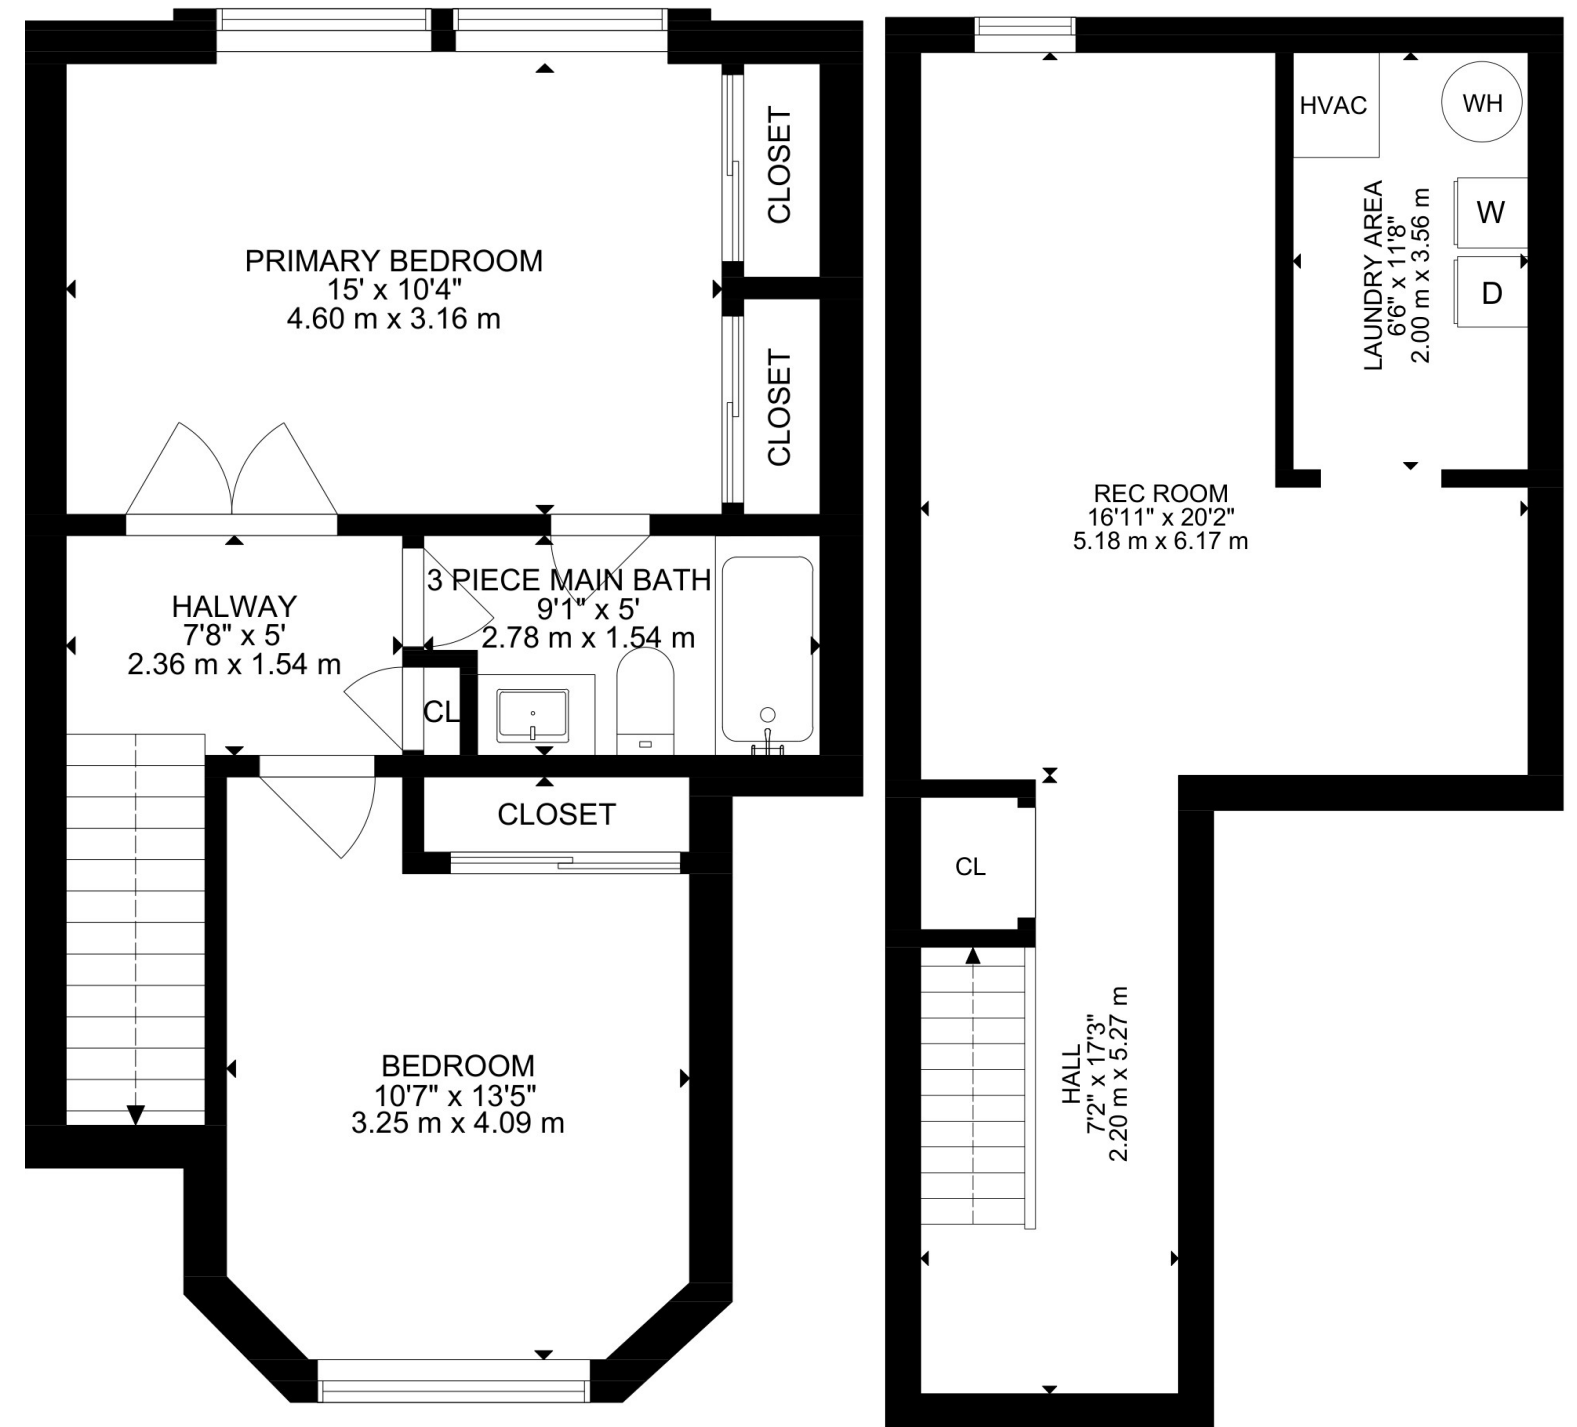 PRIMARY BEDROOM
15' x 10'4"
4.60 m x 3.16 m
CLOSET
CLOSET
HALWAY
7'8" x 5'
2.36 m x 1.54 m
3 PIECE MAIN BATH
9'1" x 5'
2.78 m x 1.54 m
CL
CLOSET
BEDROOM
10'7" x 13'5"
3.25 m x 4.09 m
HVAC
WH
W
D
LAUNDRY AREA
6'6" x 11'8"
2.00 m x 3.56 m
REC ROOM
16'11" x 20'2"
5.18 m x 6.17 m
CL
HALL
7'2" x 17'3"
2.20 m x 5.27 m